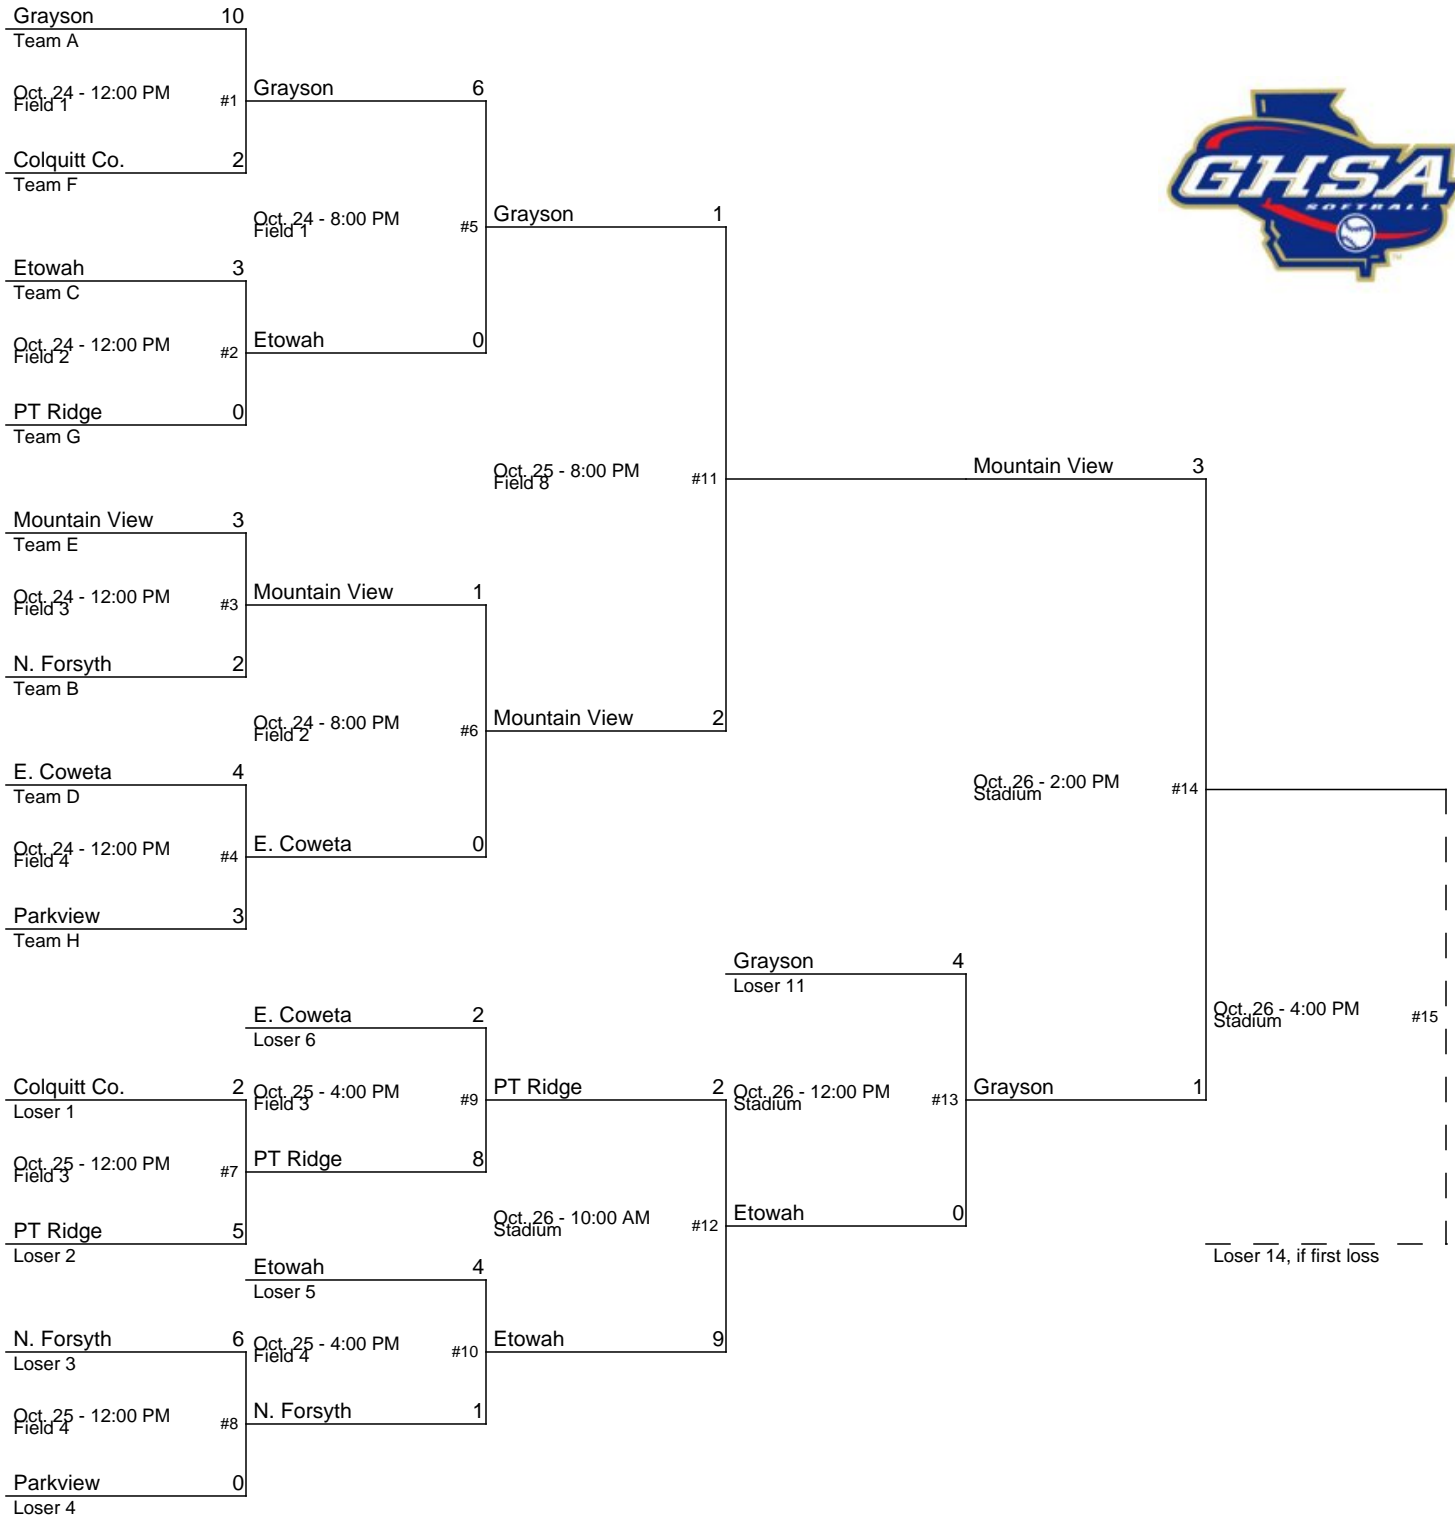 Grayson 10
Team A
Oct. 24 - 12:00 PM
Field 1
#1
Colquitt Co. 2
Team F
Etowah 3
Team C
Oct. 24 - 12:00 PM
Field 2
#2
PT Ridge 0
Team G
Mountain View 3
Team E
Oct. 24 - 12:00 PM
Field 3
#3
N. Forsyth 2
Team B
E. Coweta 4
Team D
Oct. 24 - 12:00 PM
Field 4
#4
Parkview 3
Team H
Grayson 6
Oct. 24 - 8:00 PM
Field 1
#5
Etowah 0
Mountain View 1
Oct. 24 - 8:00 PM
Field 2
#6
E. Coweta 0
Grayson 1
Oct. 25 - 8:00 PM
Field 8
#11
Mountain View 2
GHSA
SOFTBALL
TM
Mountain View 3
Oct. 26 - 2:00 PM
Stadium
#14
Grayson 1
Colquitt Co. 2
Loser 1
Oct. 25 - 12:00 PM
Field 3
#7
PT Ridge 5
Loser 2
N. Forsyth 6
Loser 3
Oct. 25 - 12:00 PM
Field 4
#8
Parkview 0
Loser 4
E. Coweta 2
Loser 6
Oct. 25 - 4:00 PM
Field 3
#9
PT Ridge 8
Etowah 4
Loser 5
Oct. 25 - 4:00 PM
Field 4
#10
N. Forsyth 1
PT Ridge 2
Oct. 26 - 10:00 AM
Stadium
#12
Etowah 9
Grayson 4
Loser 11
Oct. 26 - 12:00 PM
Stadium
#13
Etowah 0
Oct. 26 - 4:00 PM
Stadium
#15
Loser 14, if first loss